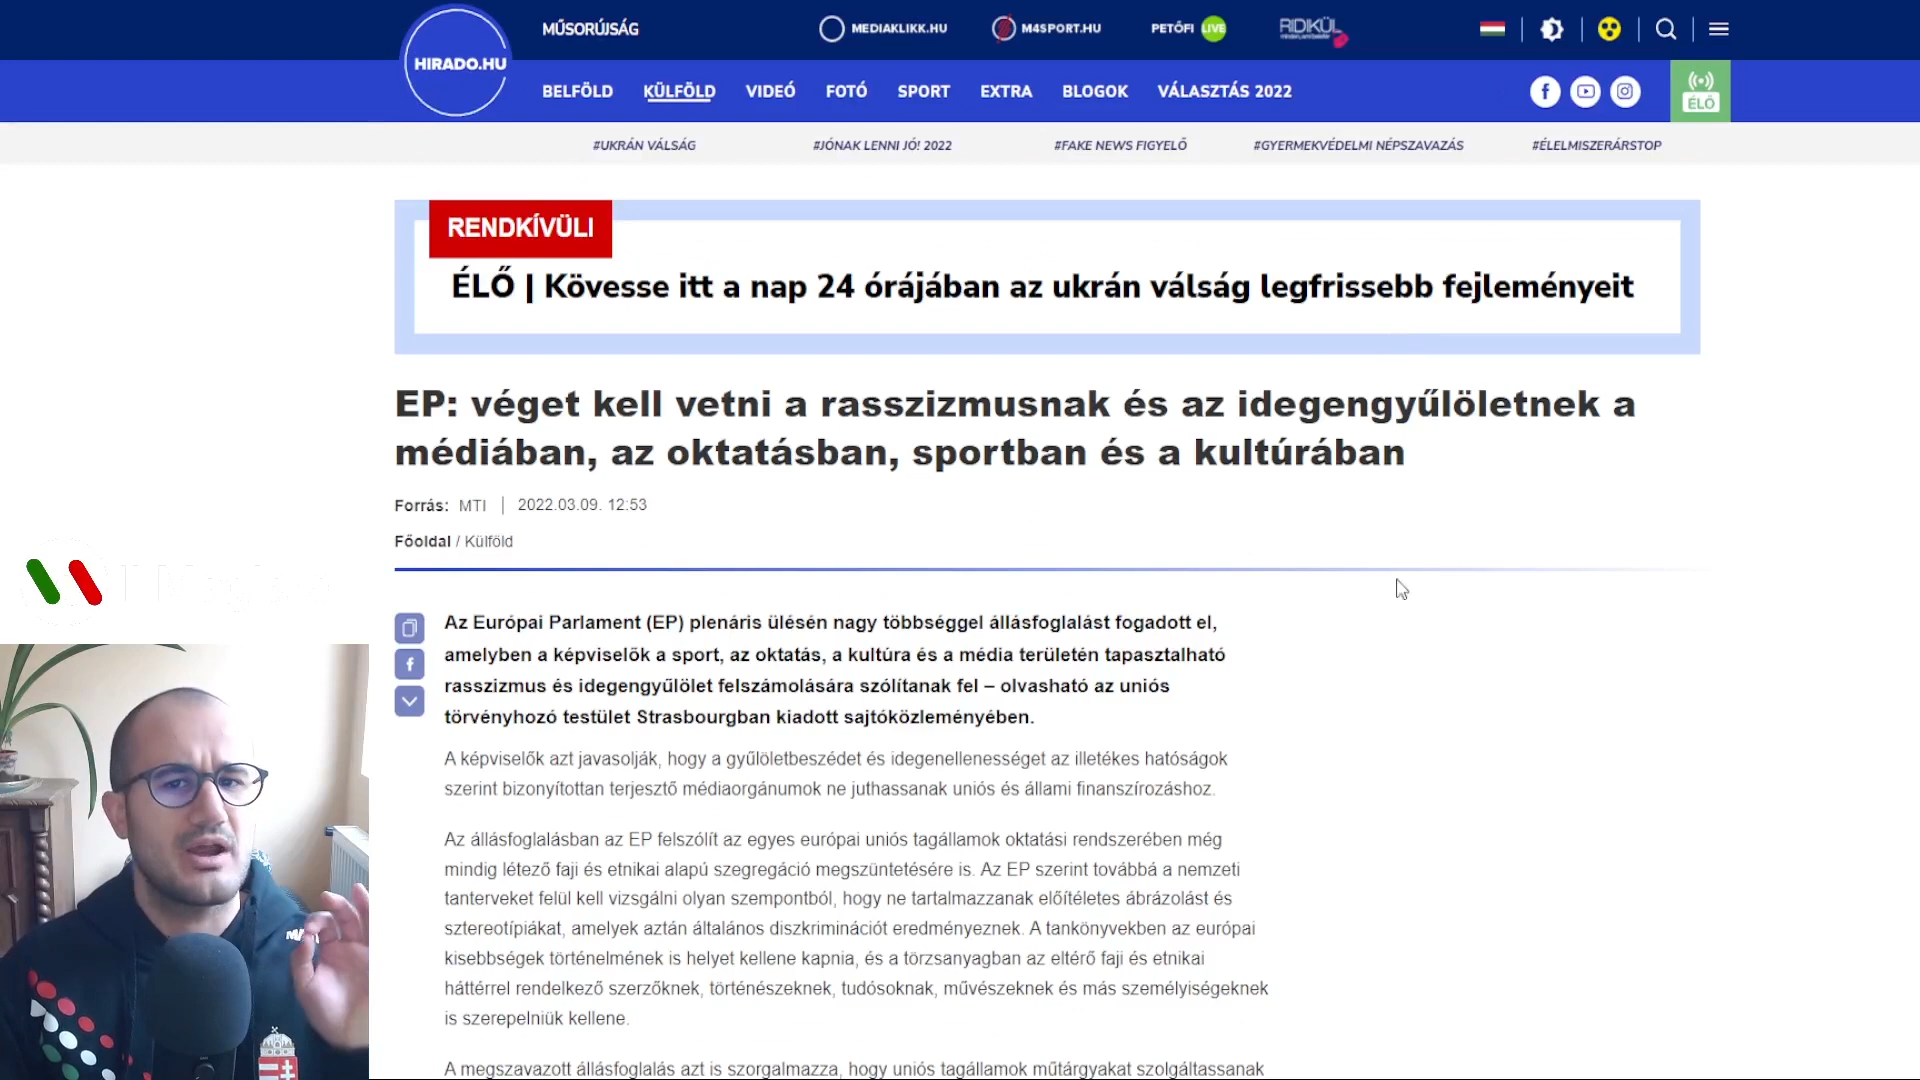 MŰSORÚJSÁG
MEDIAKLIKK.HU
M4SPORT.HU
PETŐFI LIVE
RIDIKÜL
HIRADO.HU
BELFÖLD KÜLFÖLD VIDEÓ FOTÓ SPORT EXTRA BLOGOK VÁLASZTÁS 2022
ÉLŐ
#UKRÁN VÁLSÁG #JÓNAK LENNI JÓ! 2022 #FAKE NEWS FIGYELŐ #GYERMEKVÉDELMI NÉPSZAVAZÁS #ÉLELMISZERÁRSTOP
RENDKÍVÜLI
ÉLŐ | Kövesse itt a nap 24 órájában az ukrán válság legfrissebb fejleményeit
EP: véget kell vetni a rasszizmusnak és az idegengyűlöletnek a
médiában, az oktatásban, sportban és a kultúrában
Forrás: MTI | 2022.03.09. 12:53
Főoldal / Külföld
Az Európai Parlament (EP) plenáris ülésén nagy többséggel állásfoglalást fogadott el,
amelyben a képviselők a sport, az oktatás, a kultúra és a média területén tapasztalható
rasszizmus és idegengyűlölet felszámolására szólítanak fel – olvasható az uniós
törvényhozó testület Strasbourgban kiadott sajtóközleményében.
A képviselők azt javasolják, hogy a gyűlöletbeszédet és idegenellenességet az illetékes hatóságok
szerint bizonyítottan terjesztő médiaorgánumok ne juthassanak uniós és állami finanszírozáshoz.
Az állásfoglalásban az EP felszólít az egyes európai uniós tagállamok oktatási rendszerében még
mindig létező faji és etnikai alapú szegregáció megszüntetésére is. Az EP szerint továbbá a nemzeti
tanterveket felül kell vizsgálni olyan szempontból, hogy ne tartalmazzanak előítéletes ábrázolást és
sztereotípiákat, amelyek aztán általános diszkriminációt eredményeznek. A tankönyvekben az európai
kisebbségek történelmének is helyet kellene kapnia, és a törzsanyagban az eltérő faji és etnikai
háttérrel rendelkező szerzőknek, történészeknek, tudósoknak, művészeknek és más személyiségeknek
is szerepelniük kellene.
A megszavazott állásfoglalás azt is szorgalmazza, hogy uniós tagállamok műtárgyakat szolgáltassanak